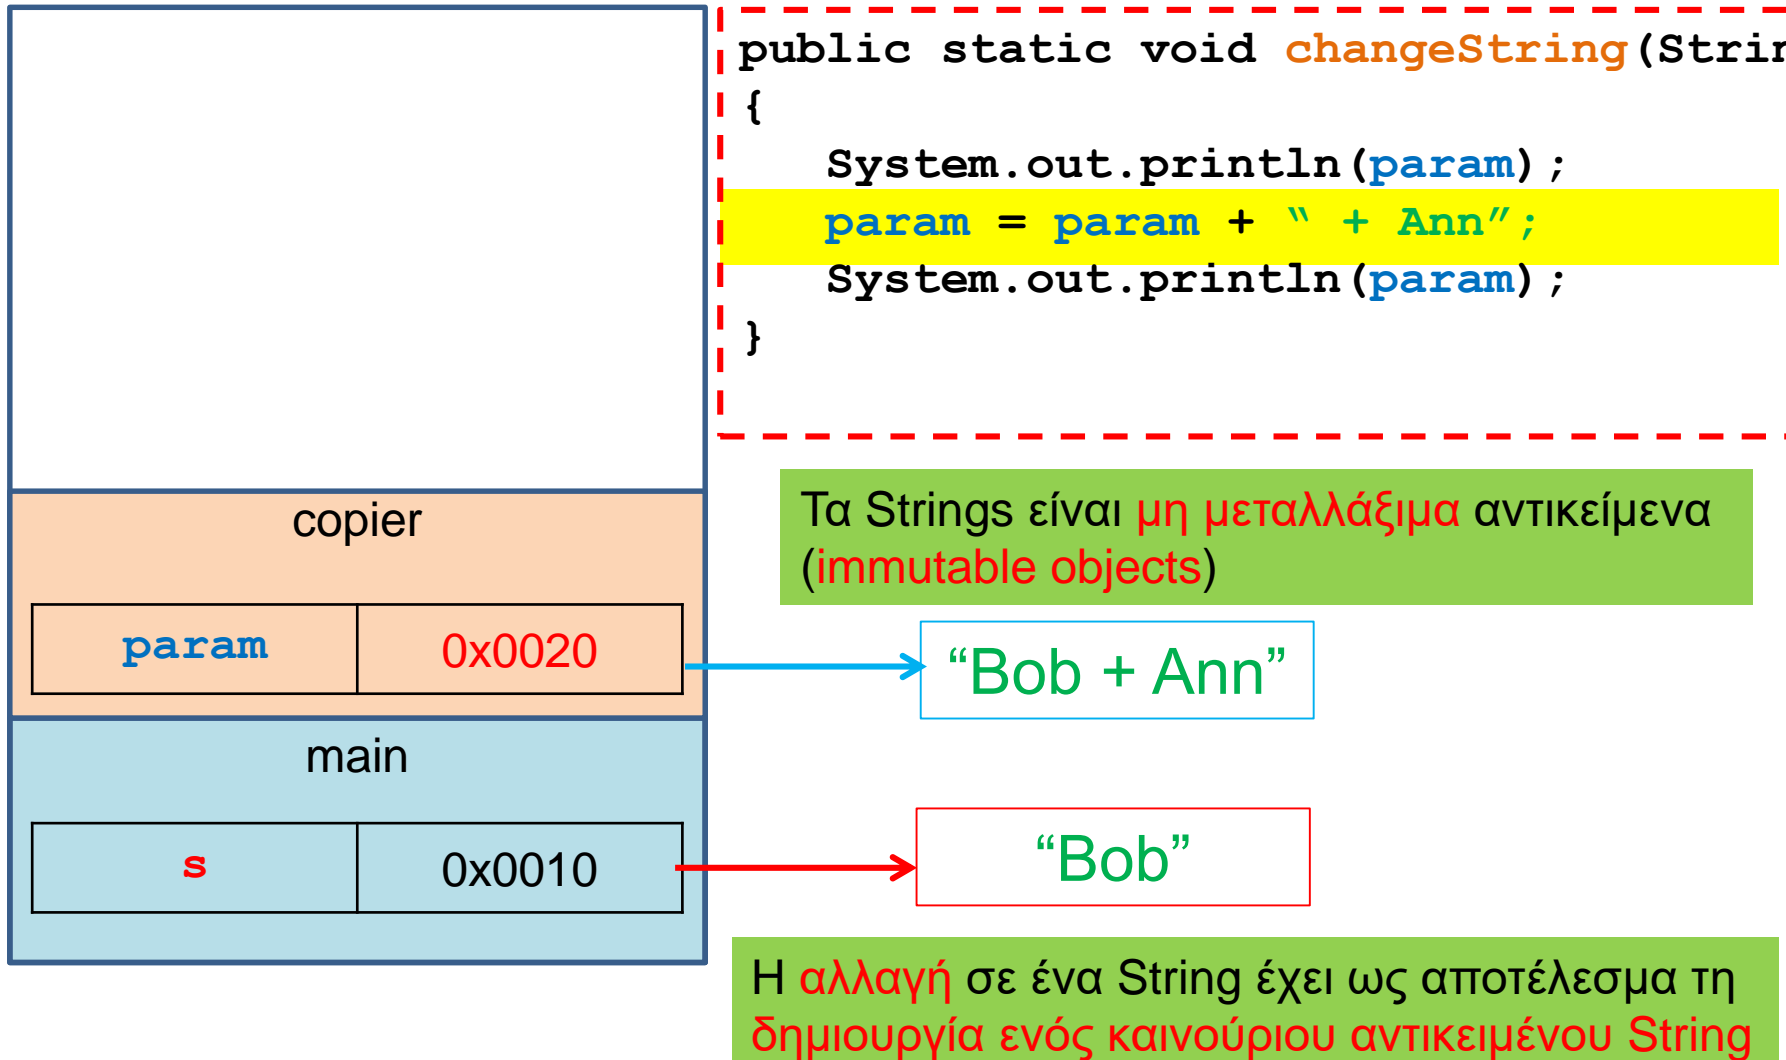 public static void changeString(Strin
{
System.out.println(param);
param = param + “ + Ann”;
System.out.println(param);
}
Τα Strings είναι μη μεταλλάξιμα αντικείμενα
(immutable objects)
copier
param 0x0020
“Bob + Ann”
main
s 0x0010
“Bob”
Η αλλαγή σε ένα String έχει ως αποτέλεσμα τη
δημιουργία ενός καινούριου αντικειμένου String